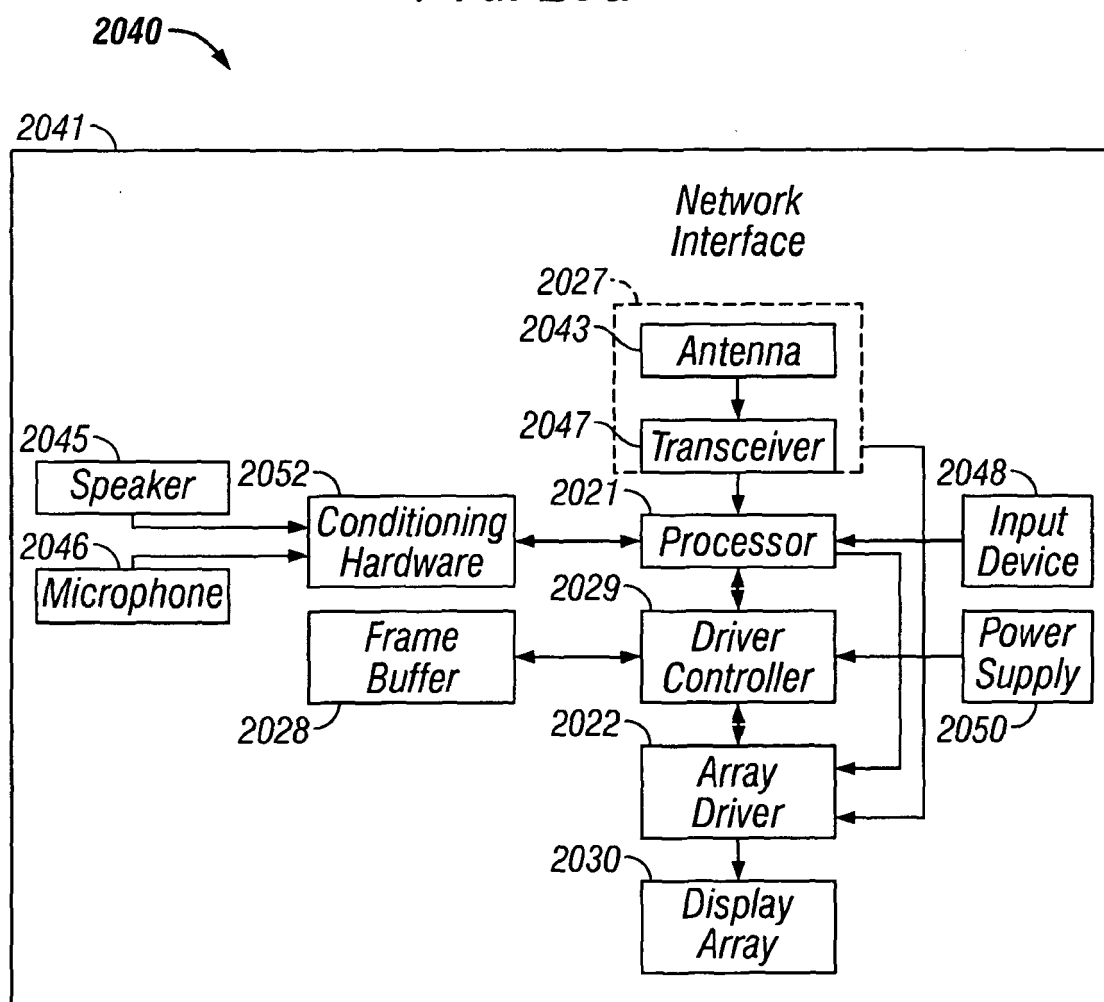 2040
2041
Network
Interface
2027
2043
Antenna
2047
Transceiver
2045
Speaker
2052
Conditioning
Hardware
2046
Microphone
2021
Processor
2048
Input
Device
2029
Driver
Controller
Frame
Buffer
2028
Power
Supply
2050
2022
Array
Driver
2030
Display
Array